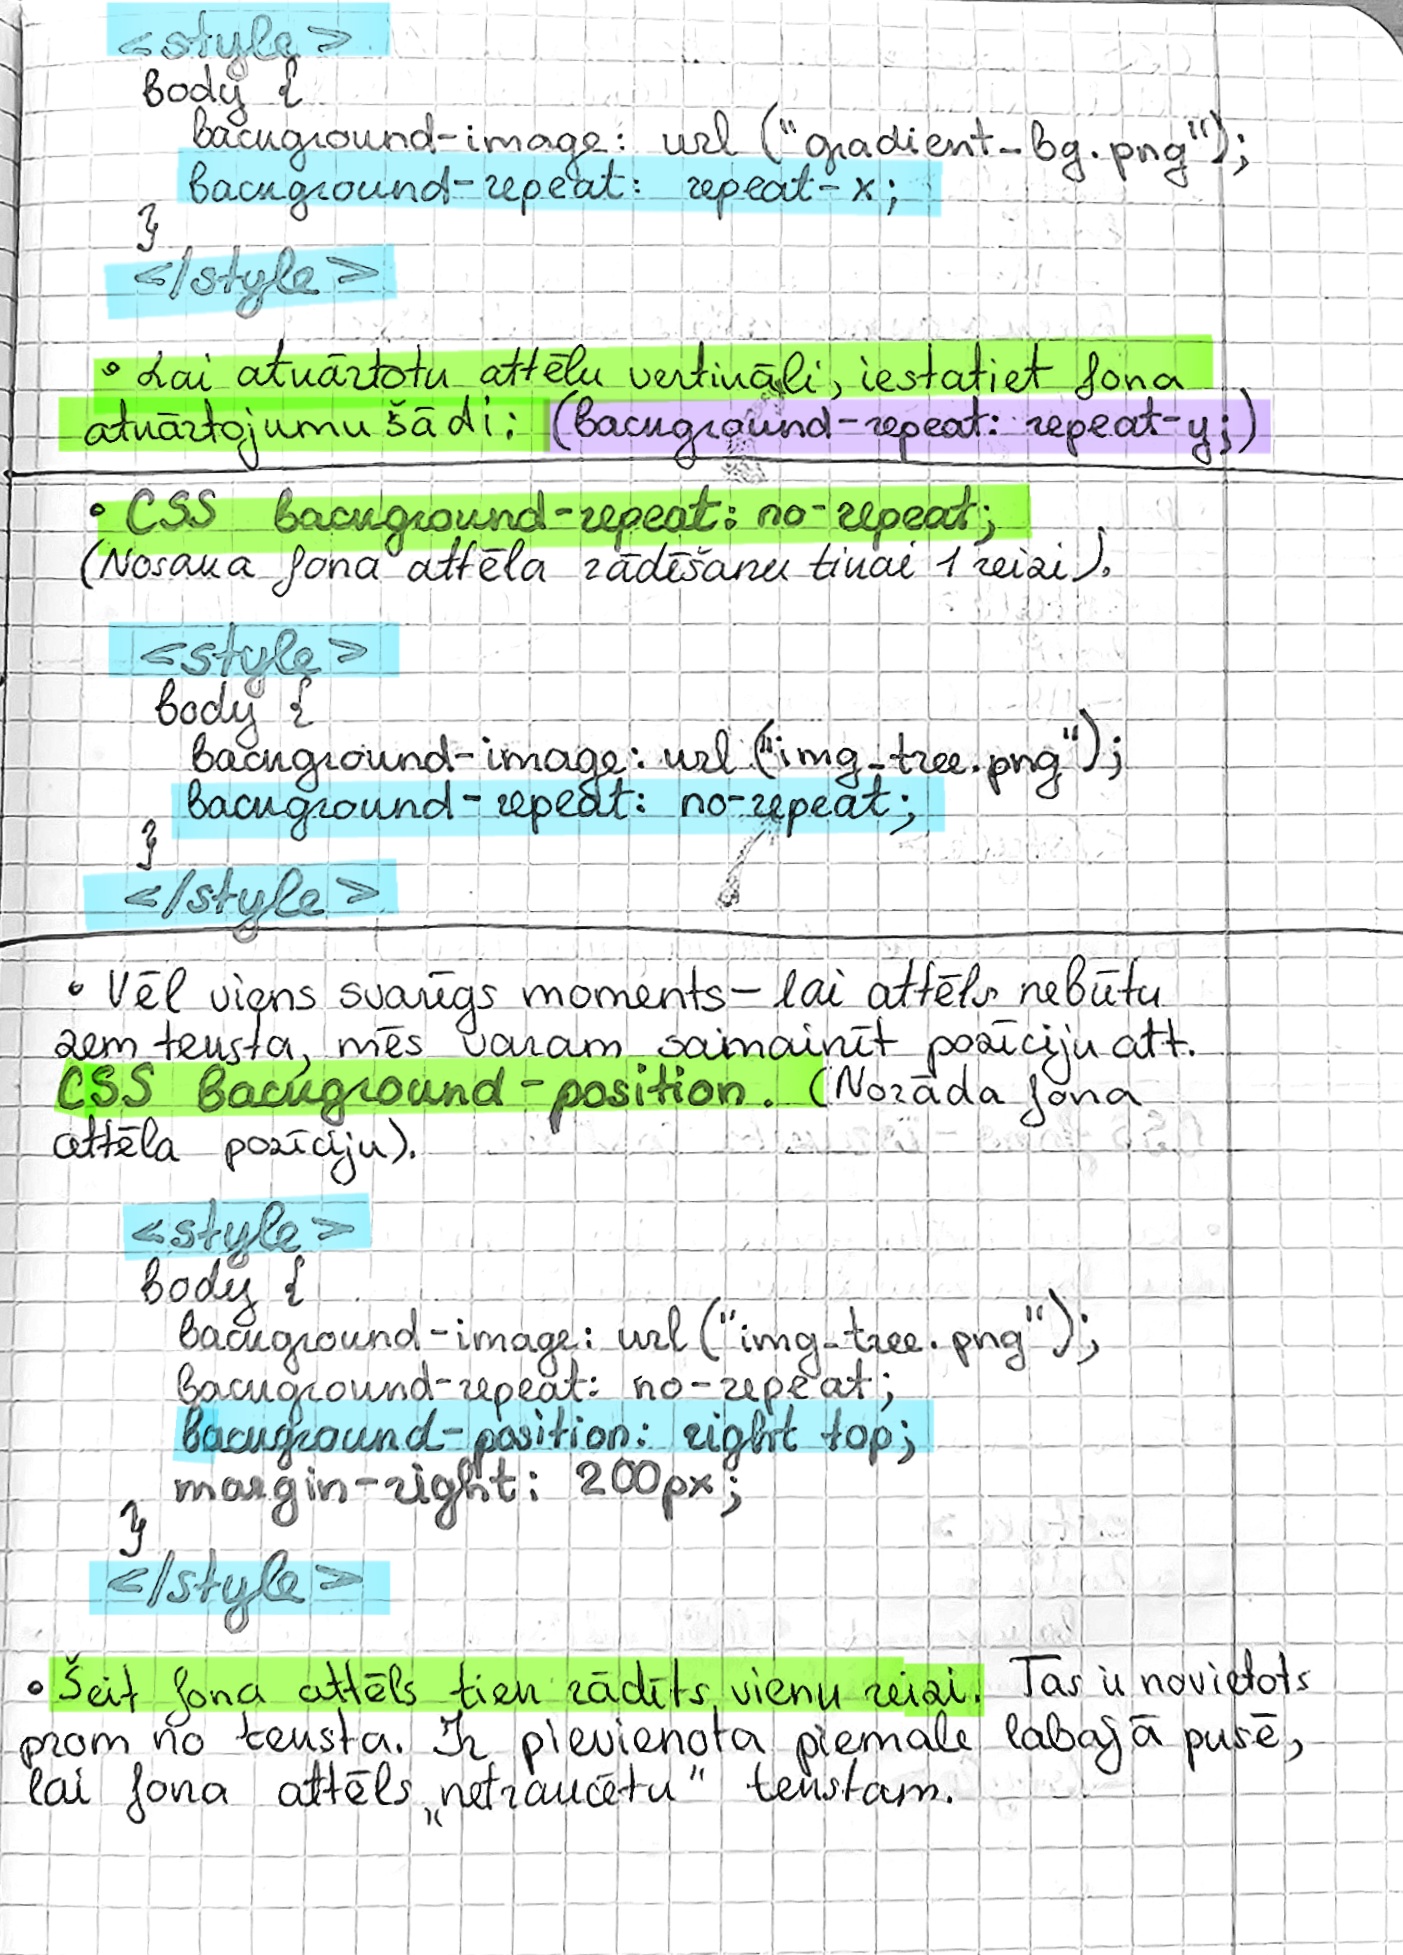 <style>
body {
background-image: url ("gradient-bg.png");
background-repeat: repeat-x;
}
</style>
• Lai atkārtotu attēlu vertikāli, iestatiet fona
atkārtojumu šādi: (background-repeat: repeat-y;)
• CSS background-repeat: no-repeat;
(Nosaka fona attēla rādīšanu tikai 1 reizi).
<style>
body {
background-image: url ("img_tree.png");
background-repeat: no-repeat;
}
</style>
• Vēl viens svarīgs moments – lai attēls nebūtu
zem teksta, mēs varam samainīt pozīciju att.
CSS background-position. (Norāda fona
attēla pozīciju).
<style>
body {
background-image: url ("img_tree.png");
background-repeat: no-repeat;
background-position: right top;
margin-right: 200px;
}
</style>
• Šeit fona attēls tiek rādīts vienu reizi. Tas ir novietots
prom no teksta. Ir pievienota piemale labajā pusē,
lai fona attēls „netraucētu" tekstam.